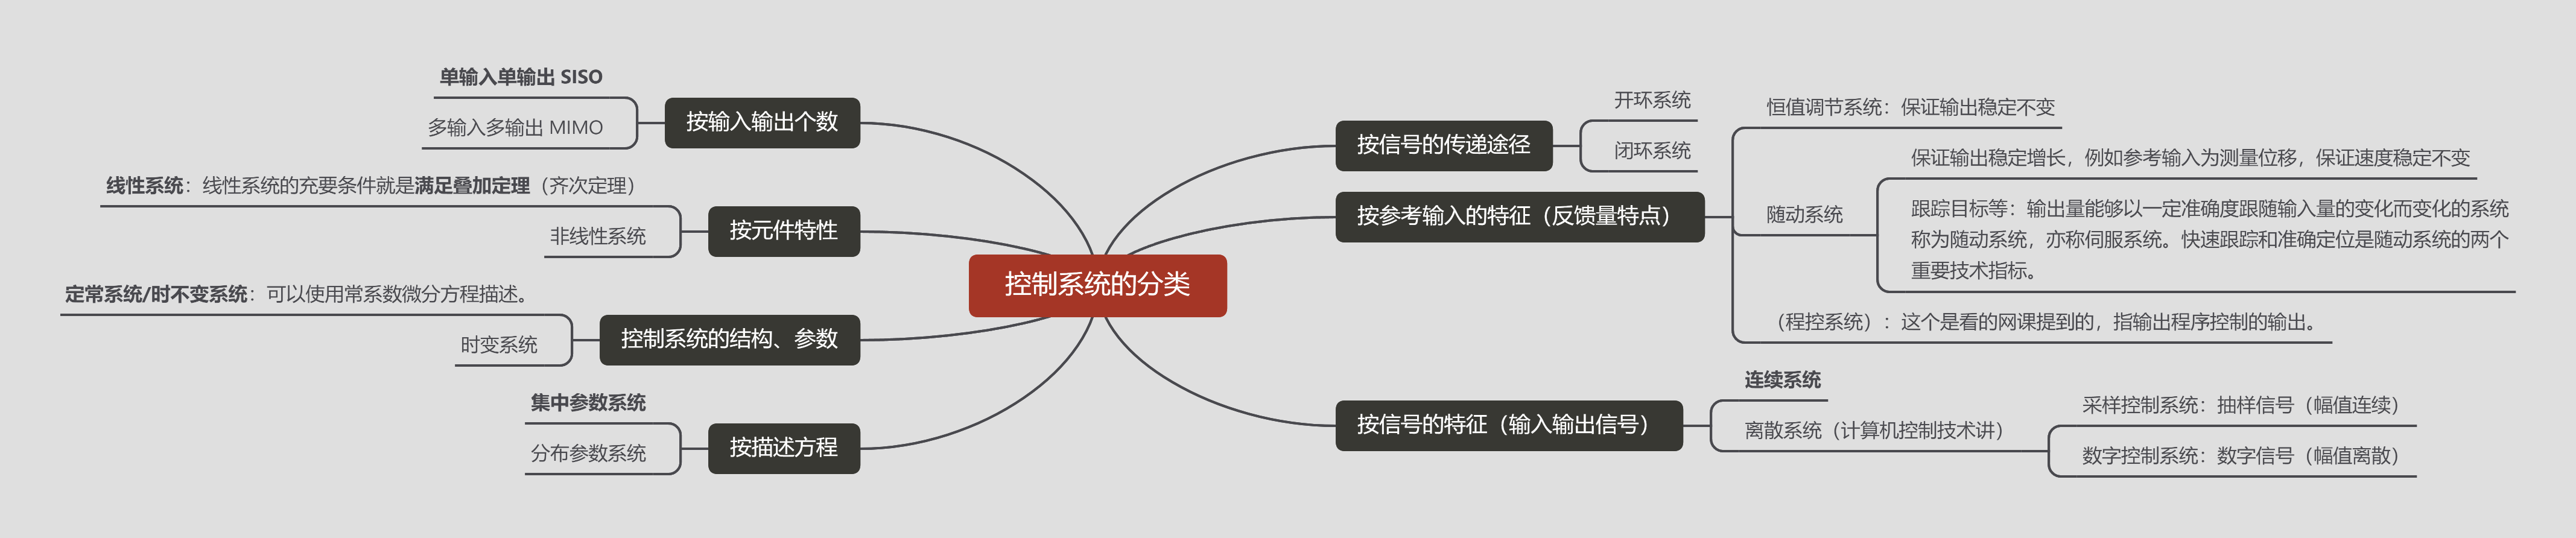 控制系统的分类
按信号的传递途径
开环系统
闭环系统
按参考输入的特征（反馈量特点）
恒值调节系统：保证输出稳定不变
随动系统
保证输出稳定增长，例如参考输入为测量位移，保证速度稳定不变
跟踪目标等：输出量能够以一定准确度跟随输入量的变化而变化的系统
称为随动系统，亦称伺服系统。快速跟踪和准确定位是随动系统的两个
重要技术指标。
（程控系统）：这个是看的网课提到的，指输出程序控制的输出。
按信号的特征（输入输出信号）
连续系统
离散系统（计算机控制技术讲）
采样控制系统：抽样信号（幅值连续）
数字控制系统：数字信号（幅值离散）
按输入输出个数
单输入单输出 SISO
多输入多输出 MIMO
按元件特性
线性系统：线性系统的充要条件就是满足叠加定理（齐次定理）
非线性系统
控制系统的结构、参数
定常系统/时不变系统：可以使用常系数微分方程描述。
时变系统
按描述方程
集中参数系统
分布参数系统